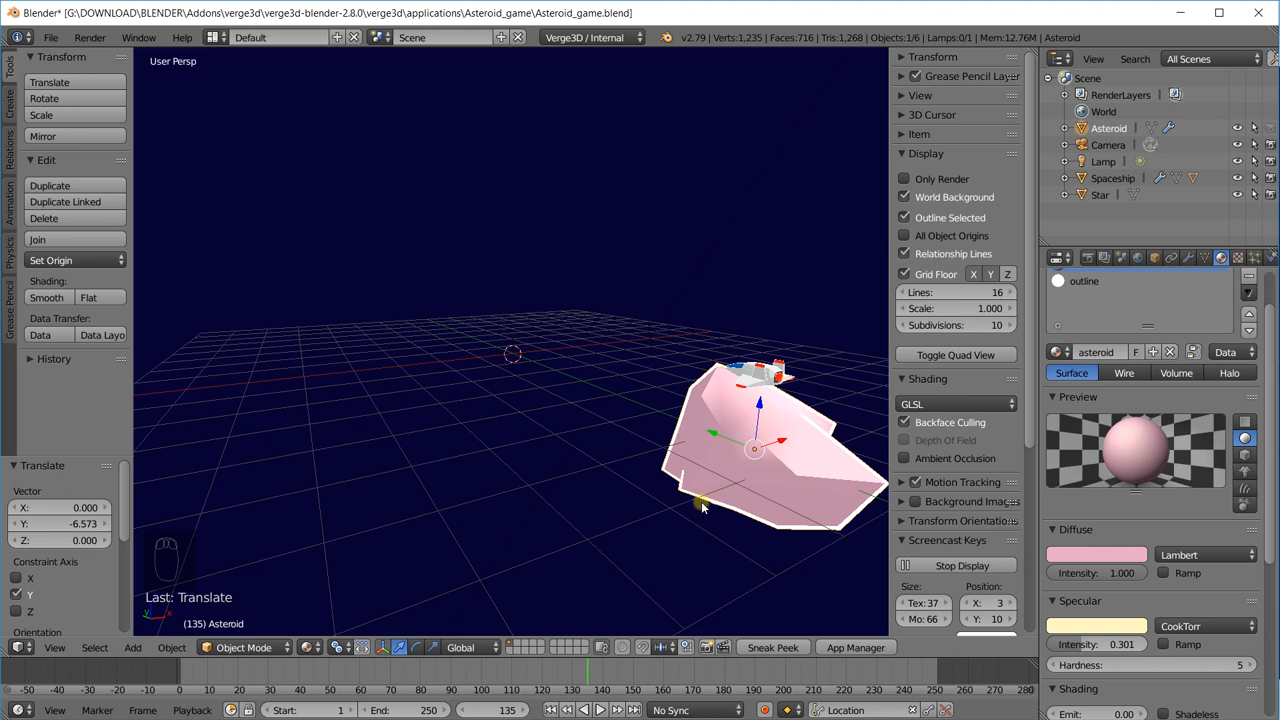 Blender* [G:\DOWNLOAD\BLENDER\Addons\verge3d\verge3d-blender-2.8.0\verge3d\applications\Asteroid_game\Asteroid_game.blend]
File Render Window Help Default Scene Verge3D / Internal v2.79 | Verts:1,235 | Faces:716 | Tris:1,268 | Objects:1/6 | Lamps:0/1 | Mem:12.76M | Asteroid
Tools
Create
Relations
Animation
Physics
Grease Pencil
Transform
Translate
Rotate
Scale
Mirror
Edit
Duplicate
Duplicate Linked
Delete
Join
Set Origin
Shading:
Smooth Flat
Data Transfer:
Data Data Layo
History
Translate
Vector
X: 0.000
Y: -6.573
Z: 0.000
Constraint Axis
X
Y
Z
Orientation
User Persp
Last: Translate
(135) Asteroid
y x
Transform
Grease Pencil Layer
View
3D Cursor
Item
Display
Only Render
World Background
Outline Selected
All Object Origins
Relationship Lines
Grid Floor X Y Z
Lines: 16
Scale: 1.000
Subdivisions: 10
Toggle Quad View
Shading
GLSL
Backface Culling
Depth Of Field
Ambient Occlusion
Motion Tracking
Background Images
Transform Orientatio
Screencast Keys
Stop Display
Size: Position:
Tex: 37 X: 3
Mo: 66 Y: 10
View Search All Scenes
Scene
RenderLayers |
World
Asteroid |
Camera |
Lamp |
Spaceship |
Star |
outline
asteroid F Data
Surface Wire Volume Halo
Preview
Diffuse
Lambert
Intensity: 1.000 Ramp
Specular
CookTorr
Intensity: 0.301 Ramp
Hardness: 5
Shading
Emit: 0.00 Shadeless
View Select Add Object Object Mode Global Sneak Peek App Manager
-50 -40 -30 -20 -10 0 10 20 30 40 50 60 70 80 90 100 110 120 130 140 150 160 170 180 190 200 210 220 230 240 250 260 270 280
View Marker Frame Playback Start: 1 End: 250 135 No Sync Location